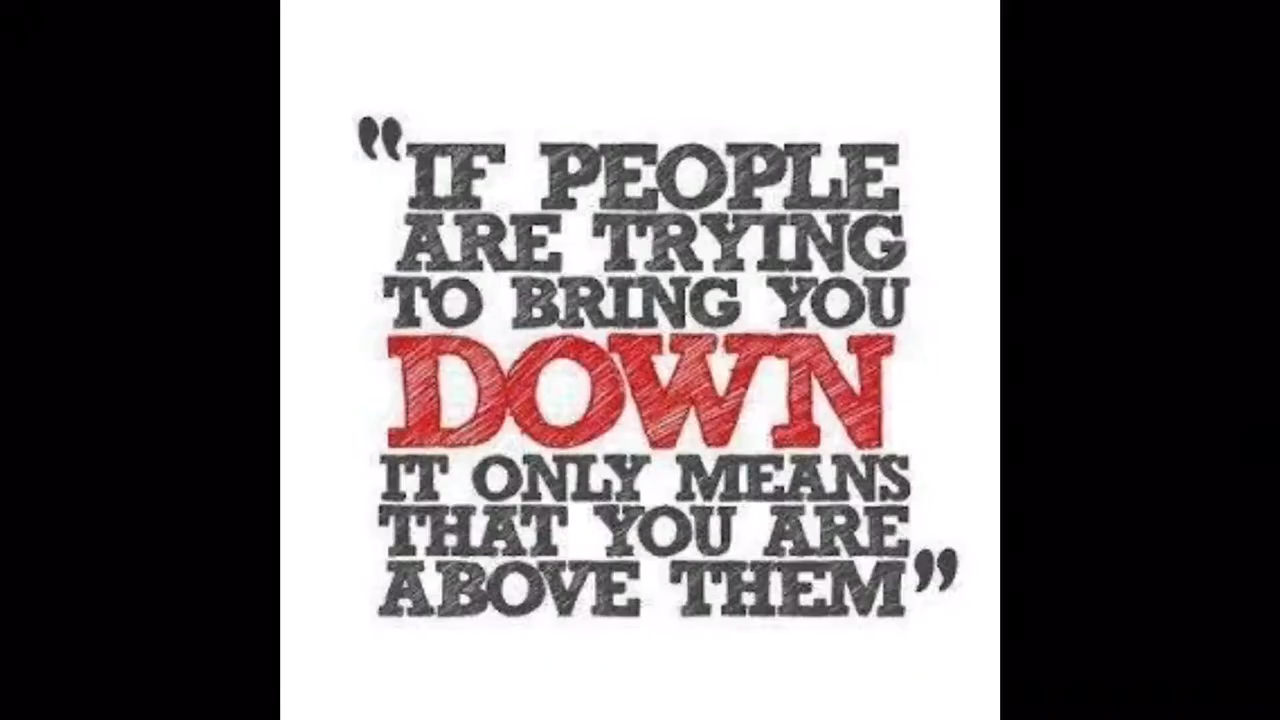 “IF PEOPLE
ARE TRYING
TO BRING YOU
DOWN
IT ONLY MEANS
THAT YOU ARE
ABOVE THEM”